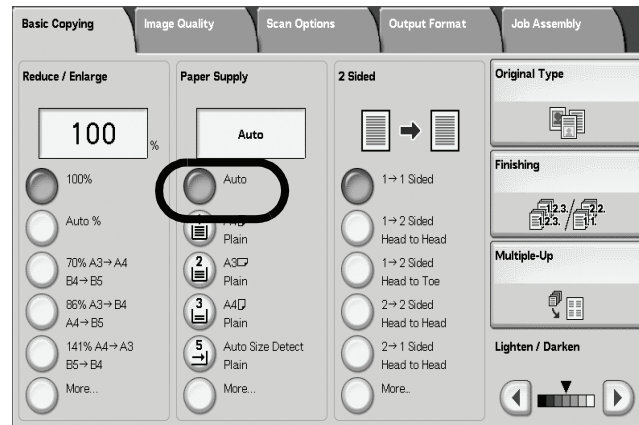 Basic Copying
Image Quality
Scan Options
Output Format
Job Assembly
Reduce / Enlarge
100
%
100%
Auto %
70% A3→A4
B4→B5
86% A3→B4
A4→B5
141% A4→A3
B5→B4
More...
Paper Supply
Auto
Auto
1
Plain
2
A3
Plain
3
A4
Plain
5
Auto Size Detect
Plain
More...
2 Sided
1→1 Sided
1→2 Sided
Head to Head
1→2 Sided
Head to Toe
2→2 Sided
Head to Head
2→1 Sided
Head to Head
More...
Original Type
Finishing
1.2.3. / 2.2.
1.2.3. 1.1.
Multiple-Up
Lighten / Darken